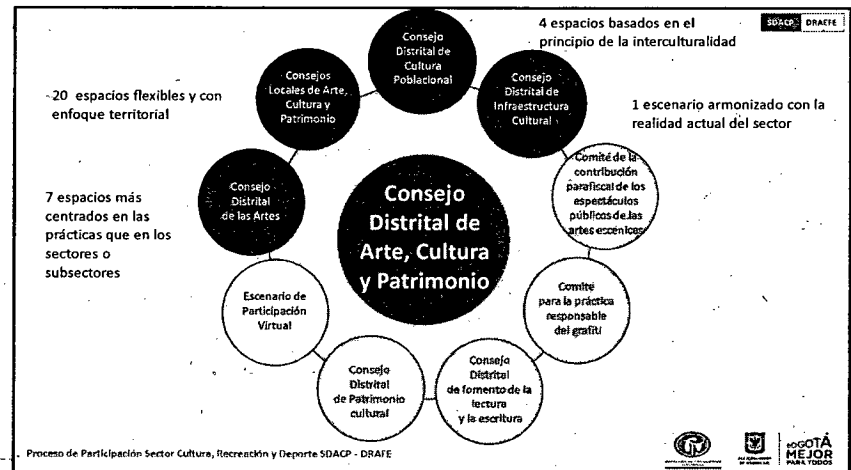 SDACP DRAEFE
4 espacios basados en el
principio de la interculturalidad
Consejo
Distrital de
Cultura
Poblacional
Consejos
Locales de Arte,
Cultura y
Patrimonio
Consejo
Distrital de
Infraestructura
Cultural
20 espacios flexibles y con
enfoque territorial
1 escenario armonizado con la
realidad actual del sector
Comité de la
contribución
parafiscal de los
espectáculos
públicos de las
artes escénicas
Consejo
Distrital
de las Artes
Consejo
Distrital de
Arte, Cultura
y Patrimonio
7 espacios más
centrados en las
prácticas que en los
sectores o
subsectores
Escenario de
Participación
Virtual
Comité
para la práctica
responsable
del grafiti
Consejo
Distrital
de Patrimonio
cultural
Consejo
Distrital
de fomento de la
lectura
y la escritura
Proceso de Participación Sector Cultura, Recreación y Deporte SDACP - DRAFE
BOGOTÁ
MEJOR
PARA TODOS